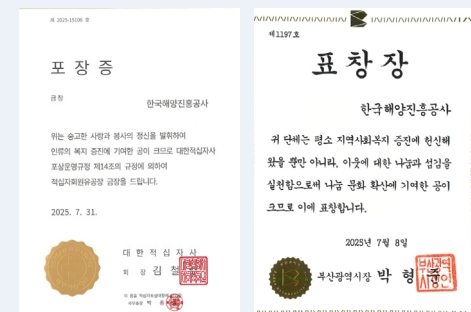 제 2025-15106 호
포 장 증
금장
한국해양진흥공사
위는 숭고한 사랑과 봉사의 정신을 발휘하여
인류의 복지 증진에 기여한 공이 크므로 대한적십자사
포상운영규정 제14조의 규정에 의하여
적십자회원유공장 금장을 드립니다.
2025. 7. 31.
대 한 적 십 자 사
회 장 김 철
제1197호
표창장
한국해양진흥공사
귀 단체는 평소 지역사회복지 증진에 헌신해
왔을 뿐만 아니라, 이웃에 대한 나눔과 섬김을
실천함으로써 나눔 문화 확산에 기여한 공이
크므로 이에 표창합니다.
2025년 7월 8일
부산광역시장 박 형 준